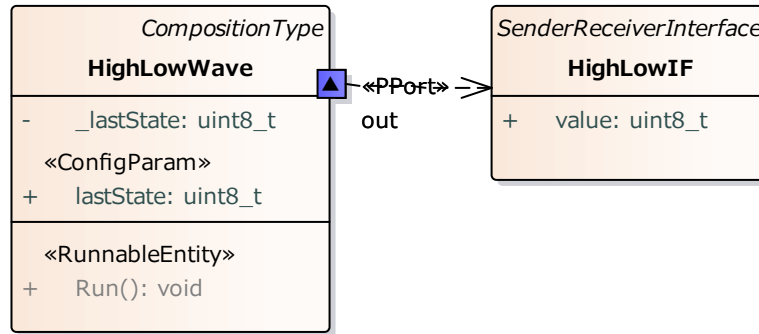 CompositionType
HighLowWave
- _lastState: uint8_t
«ConfigParam»
+ lastState: uint8_t
«RunnableEntity»
+ Run(): void
«PPort»
out
SenderReceiverInterface
HighLowIF
+ value: uint8_t